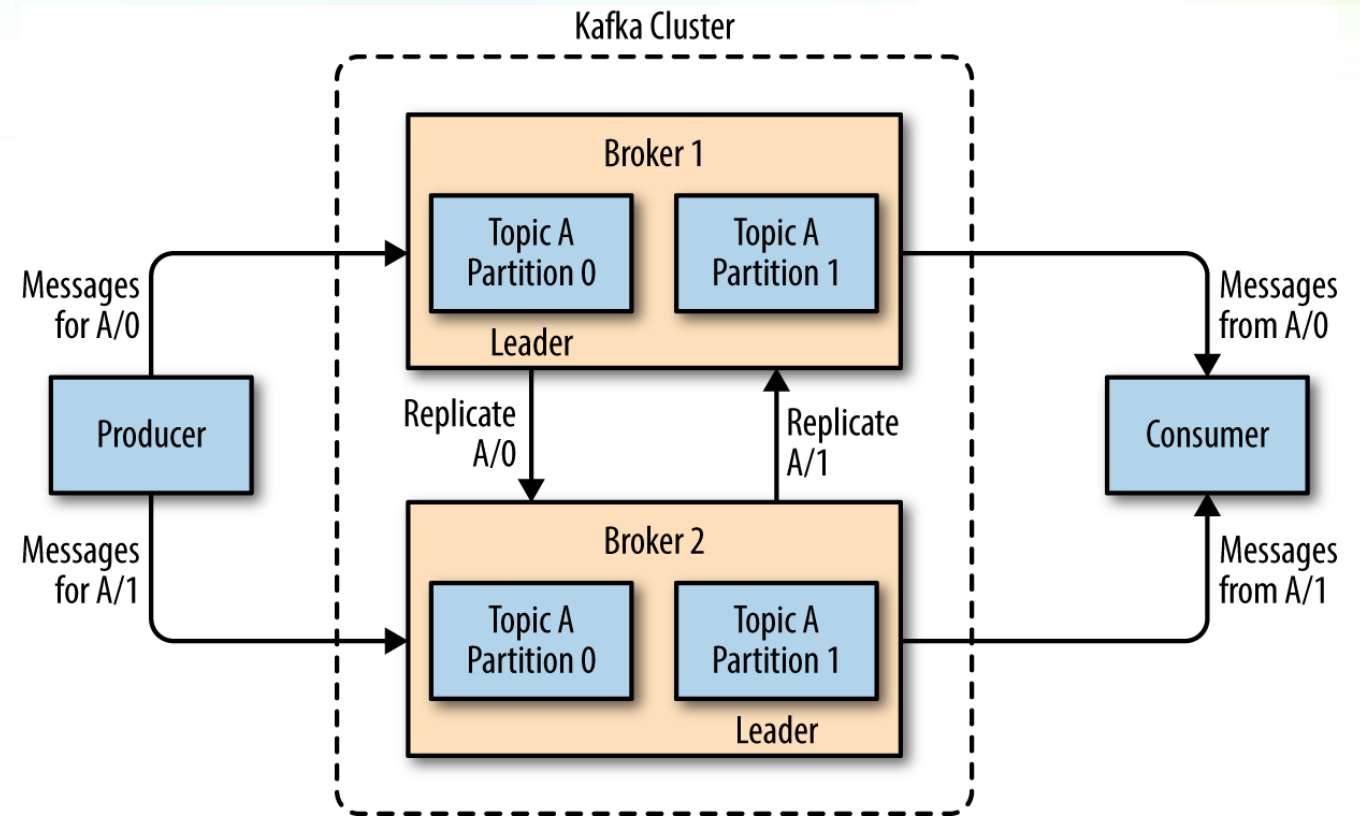 Kafka Cluster
Broker 1
Topic A
Partition 0
Topic A
Partition 1
Leader
Messages
for A/0
Messages
from A/0
Producer
Replicate
A/0
Replicate
A/1
Consumer
Messages
for A/1
Messages
from A/1
Broker 2
Topic A
Partition 0
Topic A
Partition 1
Leader